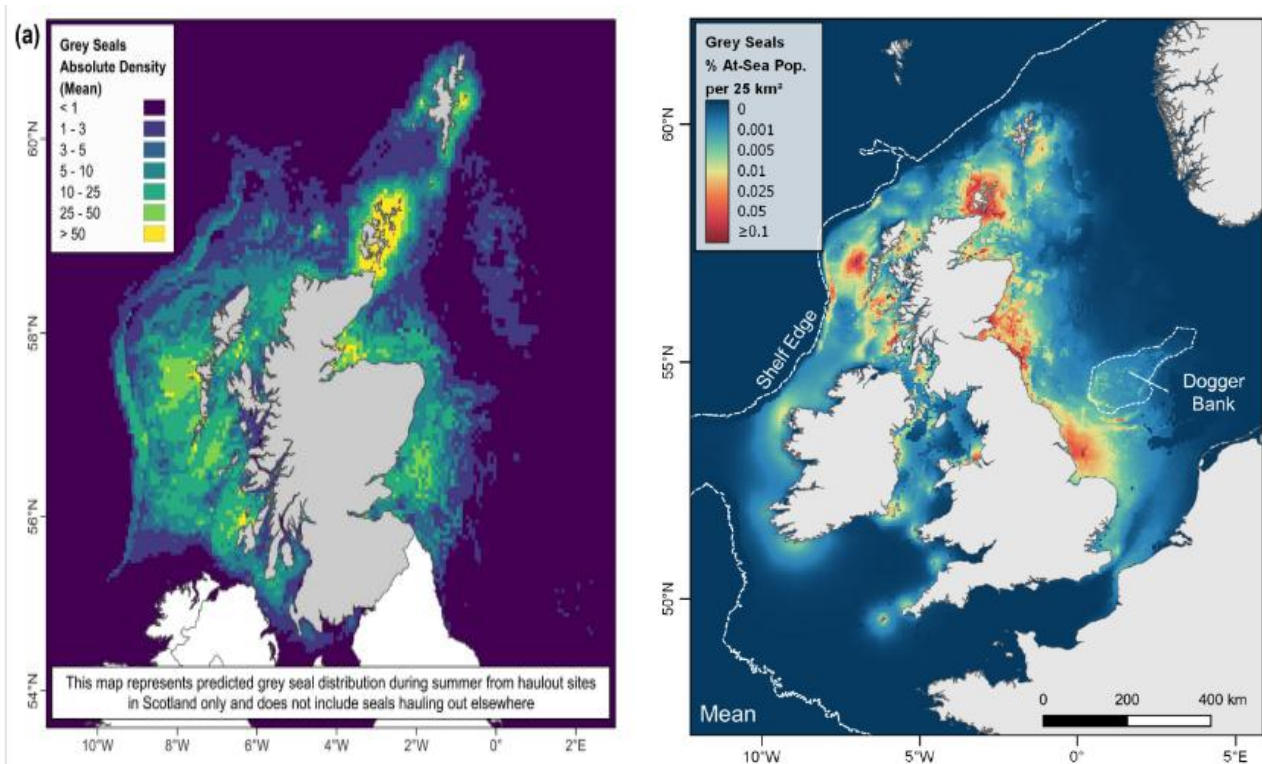 (a)
Grey Seals
Absolute Density
(Mean)
< 1
1 - 3
3 - 5
5 - 10
10 - 25
25 - 50
> 50
60°N
58°N
56°N
54°N
This map represents predicted grey seal distribution during summer from haulout sites
in Scotland only and does not include seals hauling out elsewhere
10°W
8°W
6°W
4°W
2°W
0°
2°E
Grey Seals
% At-Sea Pop.
per 25 km²
0
0.001
0.005
0.01
0.025
0.05
≥0.1
60°N
55°N
50°N
Shelf Edge
Dogger
Bank
Mean
0 200 400 km
10°W
5°W
0°
5°E